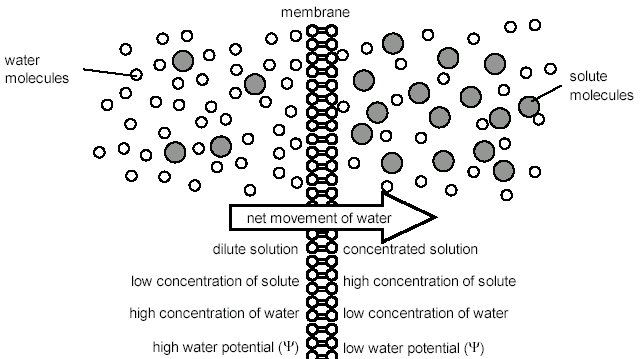 membrane
water
molecules
solute
molecules
net movement of water
dilute solution
concentrated solution
low concentration of solute
high concentration of solute
high concentration of water
low concentration of water
high water potential (Ψ)
low water potential (Ψ)